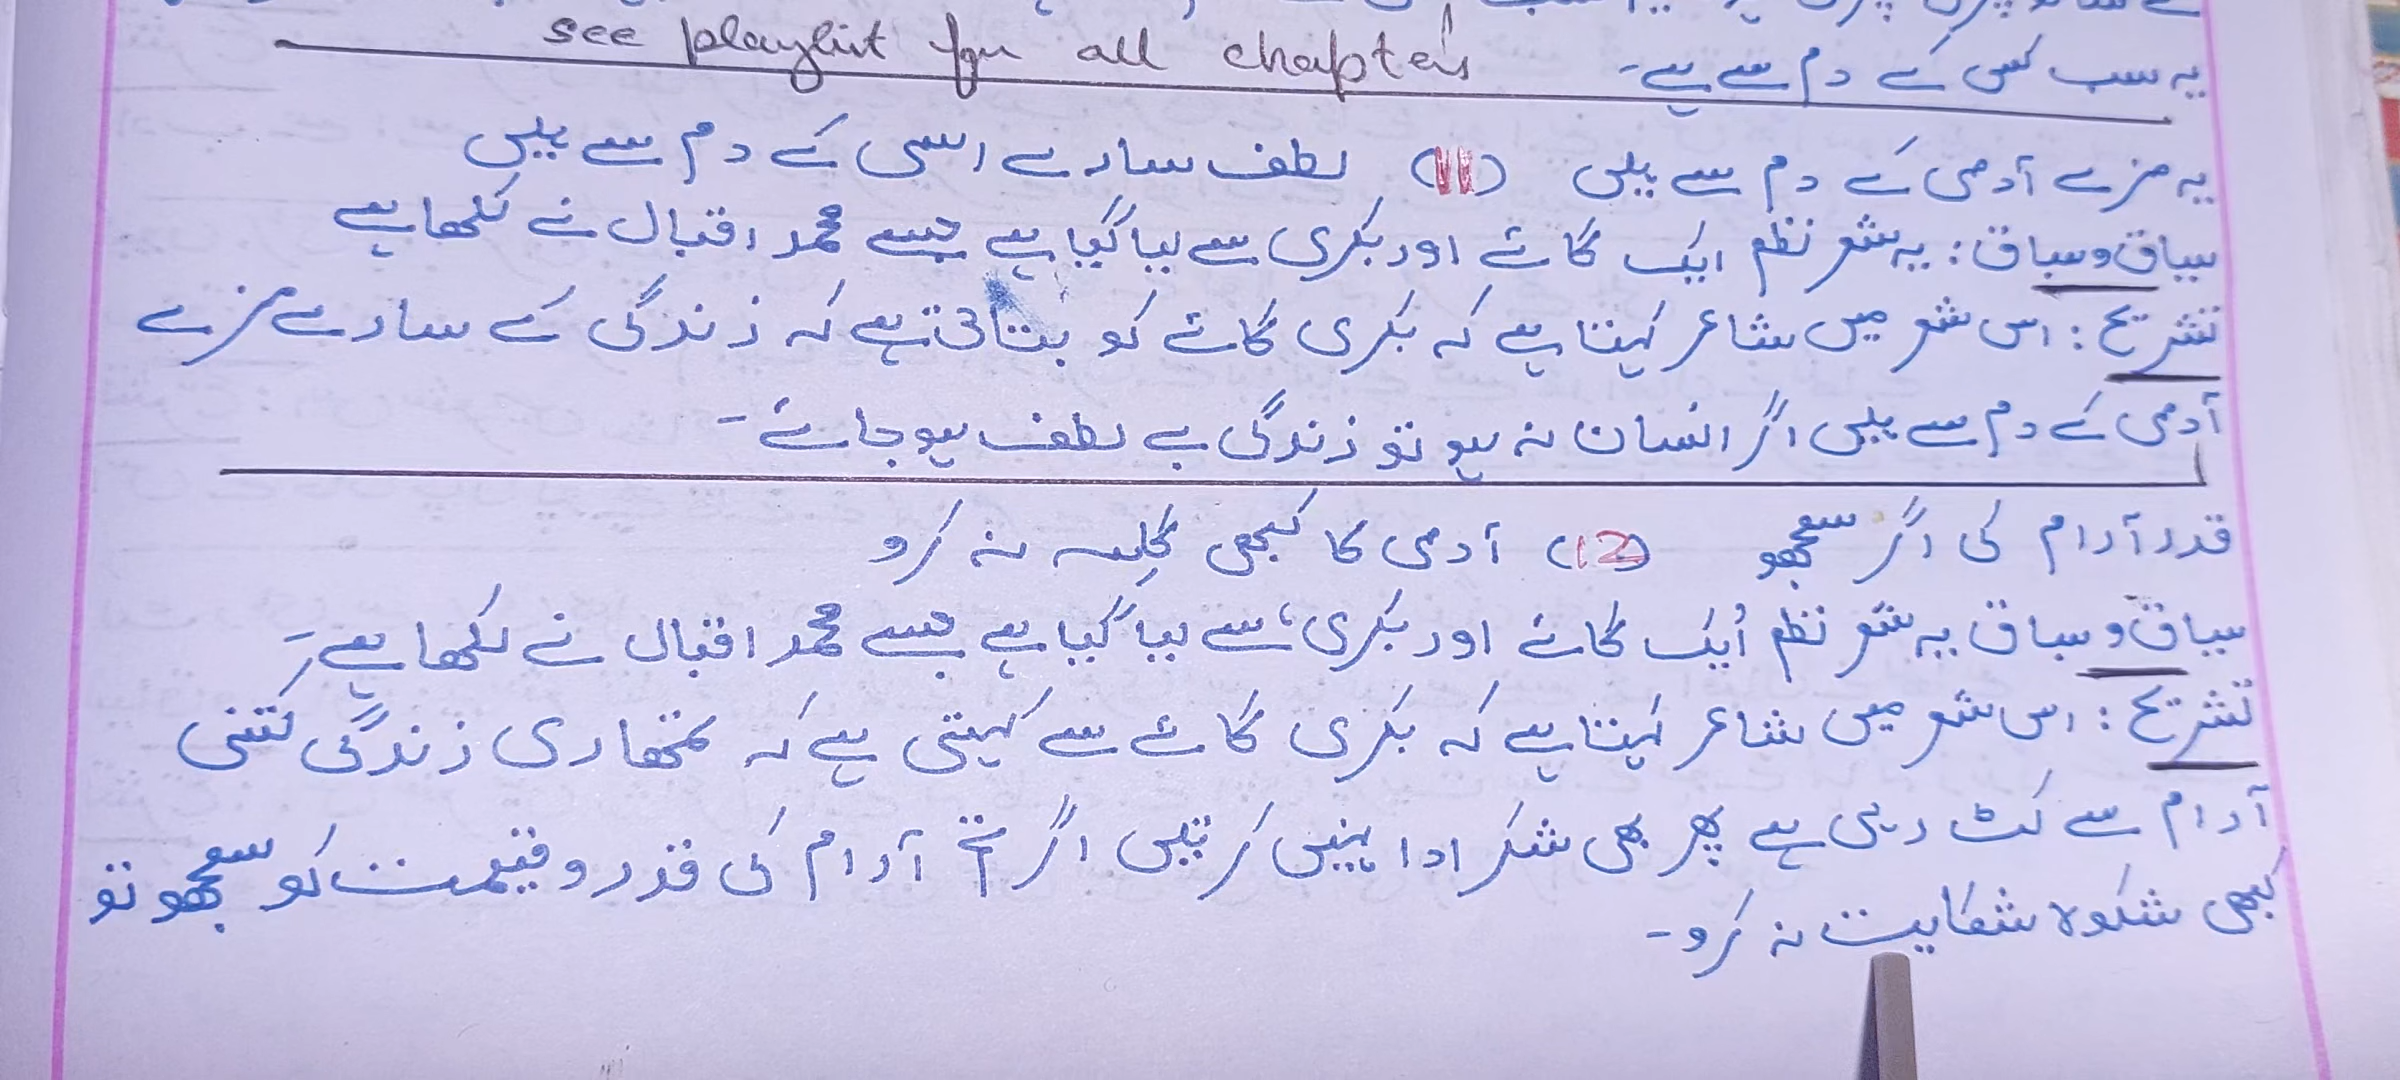 see playlist for all chapters
یہ سب کس کے دم سے ہے۔
یہ مزے آدمی کے دم سے ہیں (11) لطف سارے اسی کے دم سے ہیں
سیاق و سباق: یہ شعر نظم ایک گائے اور بکری سے لیا گیا ہے جسے محمد اقبال نے لکھا ہے
تشریح: اس شعر میں شاعر کہتا ہے کہ بکری گائے کو بتاتی ہے کہ زندگی کے سارے مزے
آدمی کے دم سے ہیں اگر انسان نہ ہو تو زندگی بے لطف ہو جائے۔
قدر آرام کی اگر سمجھو (12) آدمی کا کبھی گلہ نہ کرو
سیاق و سباق یہ شعر نظم ایک گائے اور بکری، سے لیا گیا ہے جسے محمد اقبال نے لکھا ہے۔
تشریح: اس شعر میں شاعر کہتا ہے کہ بکری گائے سے کہتی ہے کہ تمھاری زندگی کتنی
آرام سے کٹ رہی ہے پھر بھی شکر ادا نہیں کرتیں اگر تم آرام کی قدر و قیمت کو سمجھو تو
کبھی شکوہ شکایت نہ کرو۔